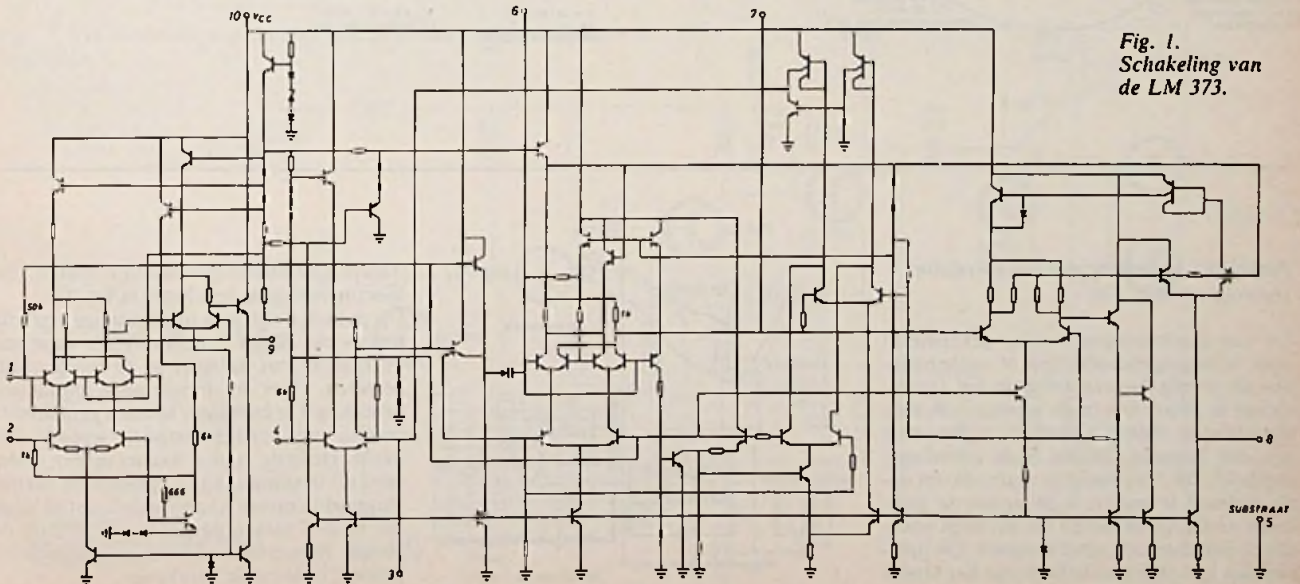 10
VCC
6
7
Fig. 1.
Schakeling van
de LM 373.
50k
1
9
2
1k
6k
6k
4
1k
666
3
8
SUBSTRAAT
5